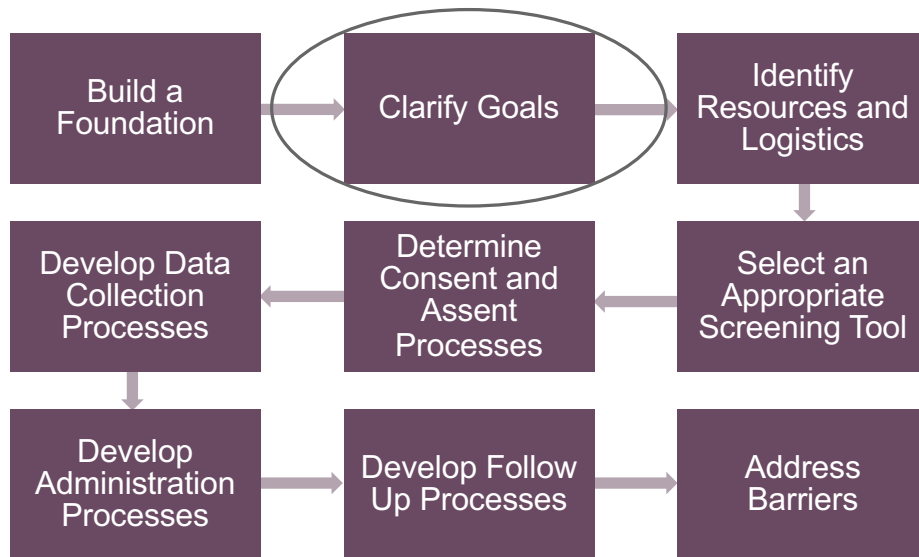 Build a
Foundation
Clarify Goals
Identify
Resources and
Logistics
Select an
Appropriate
Screening Tool
Determine
Consent and
Assent
Processes
Develop Data
Collection
Processes
Develop
Administration
Processes
Develop Follow
Up Processes
Address
Barriers